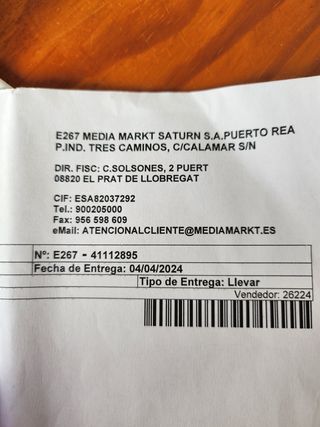 E267 MEDIA MARKT SATURN S.A.PUERTO REA
P.IND. TRES CAMINOS, C/CALAMAR S/N
DIR. FISC: C.SOLSONES, 2 PUERT
08820 EL PRAT DE LLOBREGAT
CIF: ESA82037292
Tel.: 900205000
Fax: 956 598 609
eMail: ATENCIONALCLIENTE@MEDIAMARKT.ES
Nº: E267 - 41112895
Fecha de Entrega: 04/04/2024
Tipo de Entrega: Llevar
Vendedor: 26224